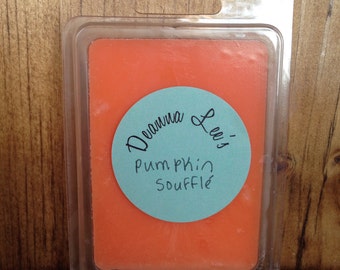 Deanna Lee's
Pumpkin
Soufflé